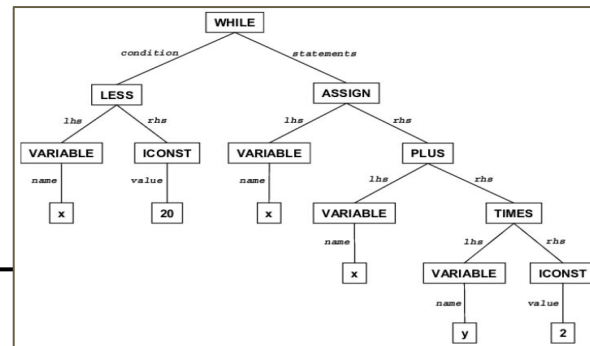 WHILE
condition statements
LESS ASSIGN
lhs rhs lhs rhs
VARIABLE ICONST VARIABLE PLUS
name value name lhs rhs
x 20 x VARIABLE TIMES
name lhs rhs
x VARIABLE ICONST
name value
y 2